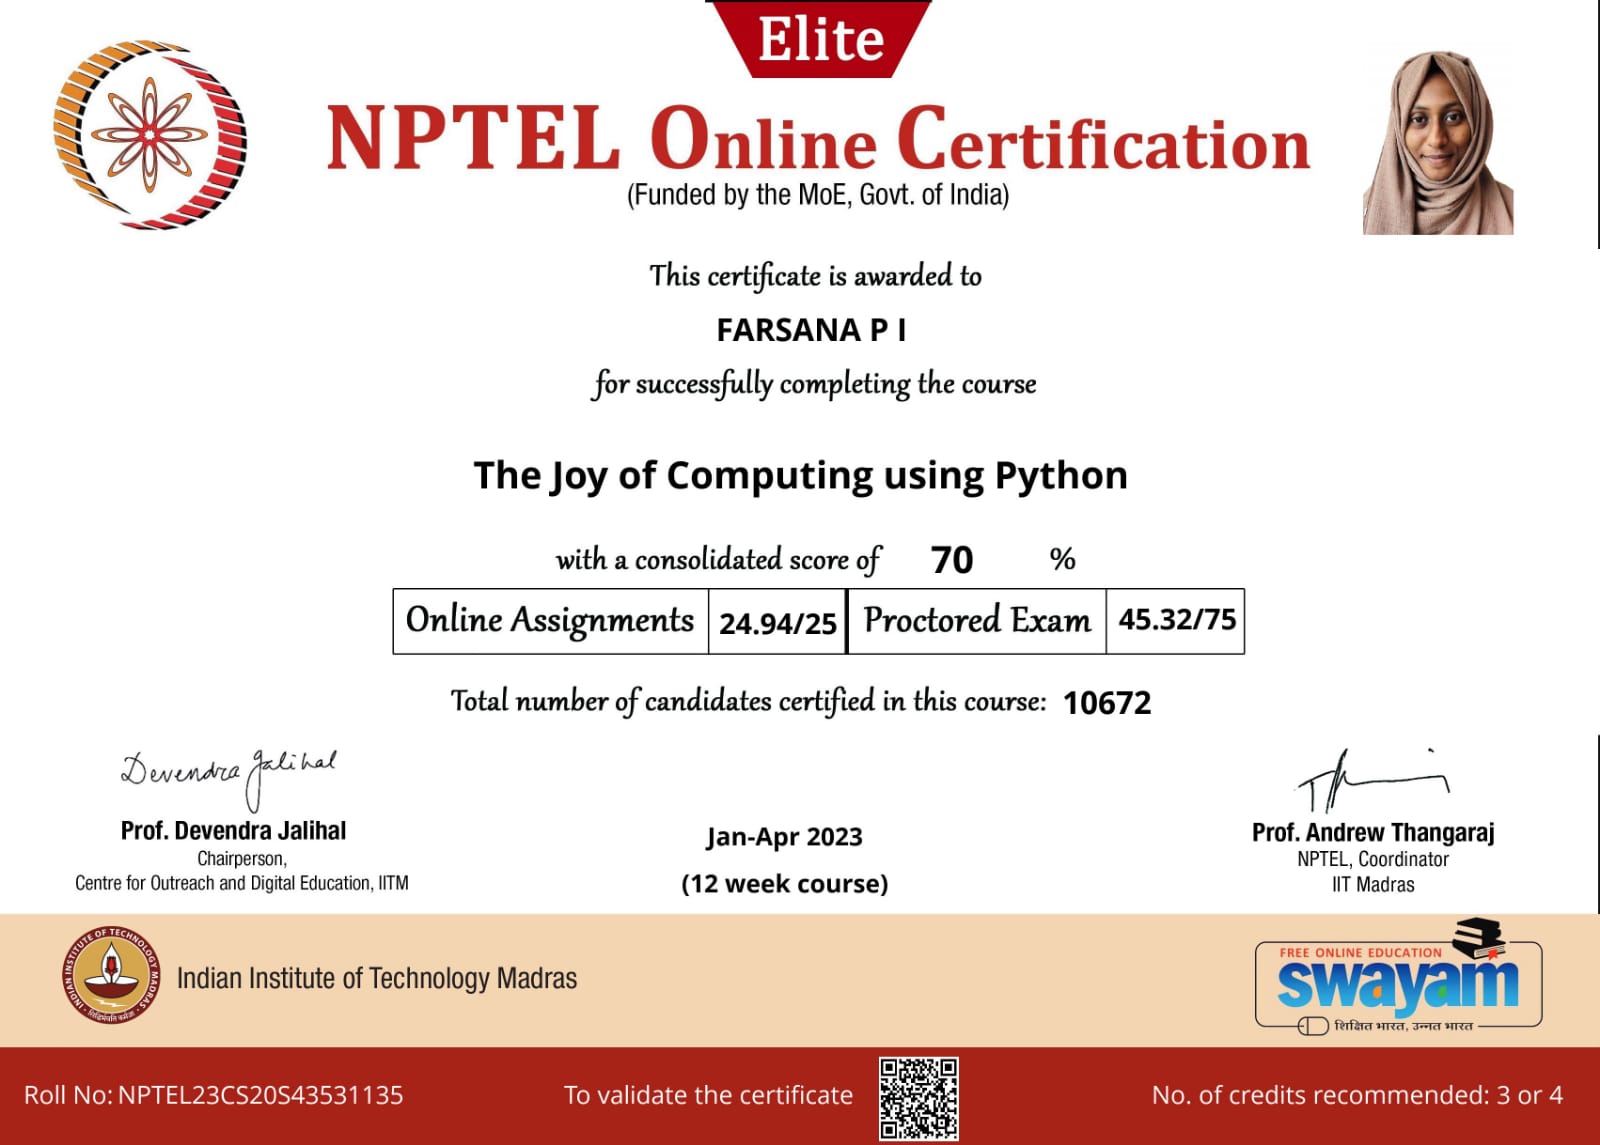 Elite
NPTEL Online Certification
(Funded by the MoE, Govt. of India)
This certificate is awarded to
FARSANA P I
for successfully completing the course
The Joy of Computing using Python
with a consolidated score of 70 %
Online Assignments 24.94/25 Proctored Exam 45.32/75
Total number of candidates certified in this course: 10672
Devendra Jalihal
Prof. Devendra Jalihal
Chairperson,
Centre for Outreach and Digital Education, IITM
Jan-Apr 2023
(12 week course)
Prof. Andrew Thangaraj
NPTEL, Coordinator
IIT Madras
INDIAN INSTITUTE OF TECHNOLOGY MADRAS
Indian Institute of Technology Madras
FREE ONLINE EDUCATION
swayam
शिक्षित भारत, उन्नत भारत
Roll No: NPTEL23CS20S43531135
To validate the certificate
No. of credits recommended: 3 or 4